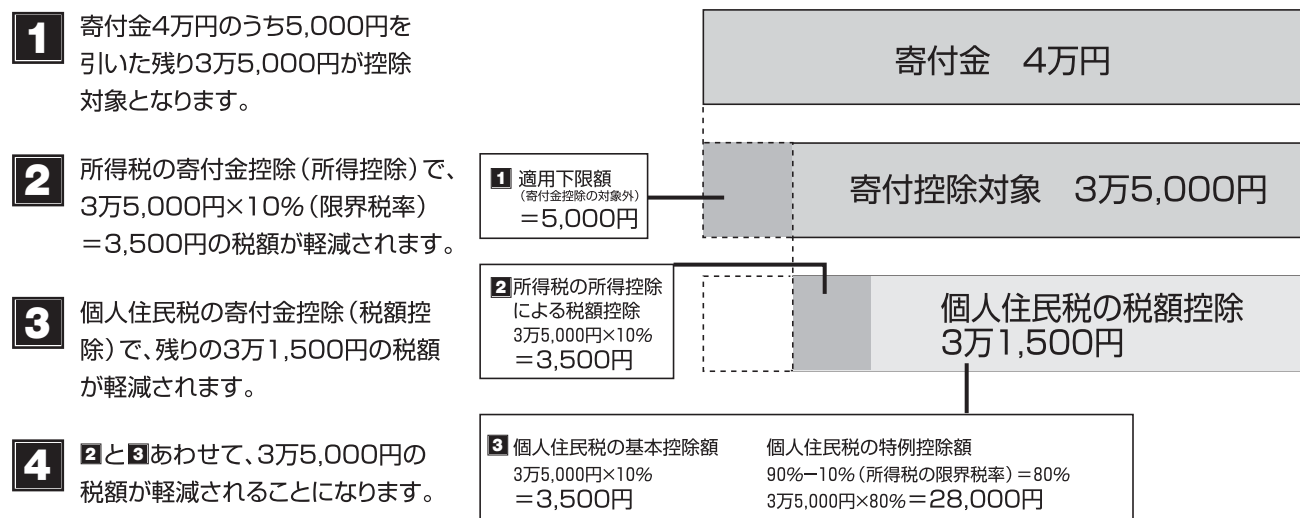 1 寄付金4万円のうち5,000円を
引いた残り3万5,000円が控除
対象となります。
2 所得税の寄付金控除（所得控除）で、
3万5,000円×10%（限界税率）
＝3,500円の税額が軽減されます。
3 個人住民税の寄付金控除（税額控
除）で、残りの3万1,500円の税額
が軽減されます。
4 2と3あわせて、3万5,000円の
税額が軽減されることになります。
寄付金　4万円
1 適用下限額
（寄付金控除の対象外）
＝5,000円
寄付控除対象　3万5,000円
2 所得税の所得控除
による税額控除
3万5,000円×10%
＝3,500円
個人住民税の税額控除
3万1,500円
3 個人住民税の基本控除額
3万5,000円×10%
＝3,500円
個人住民税の特例控除額
90%−10%（所得税の限界税率）＝80%
3万5,000円×80%＝28,000円